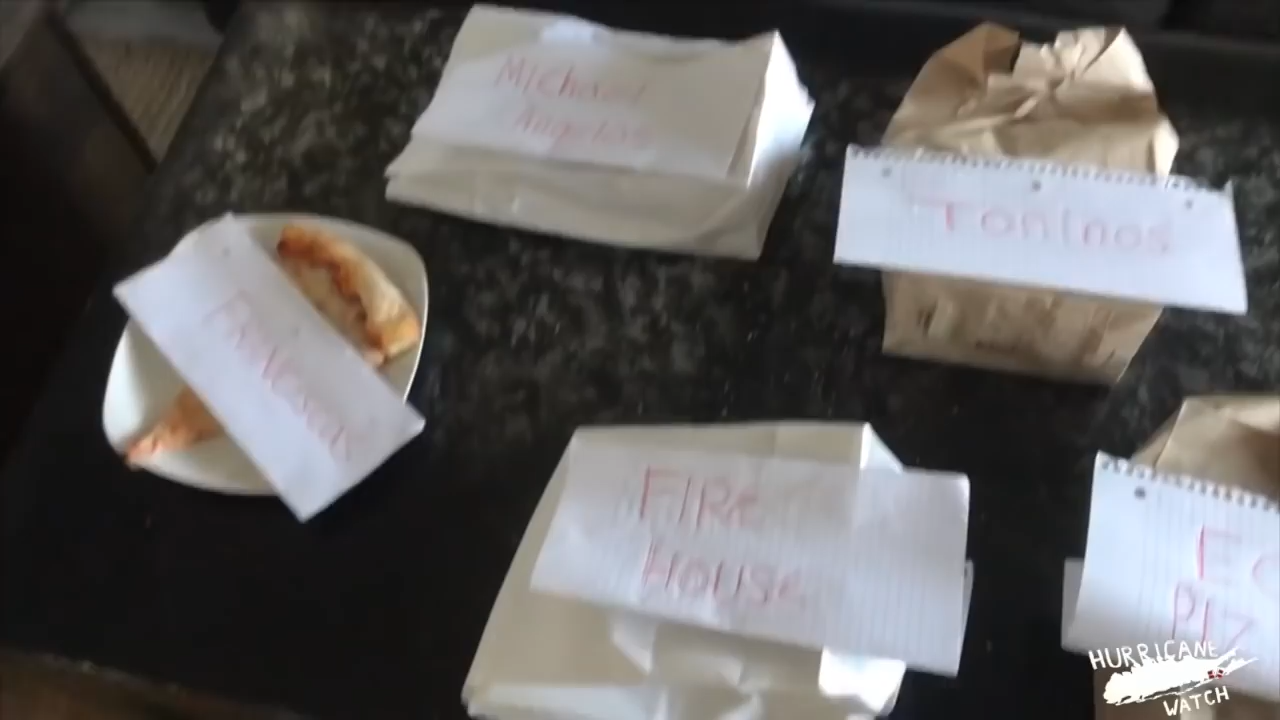 Michael
Angelos
Toninos
FIRe
HOUSe
HURRICANE
WATCH